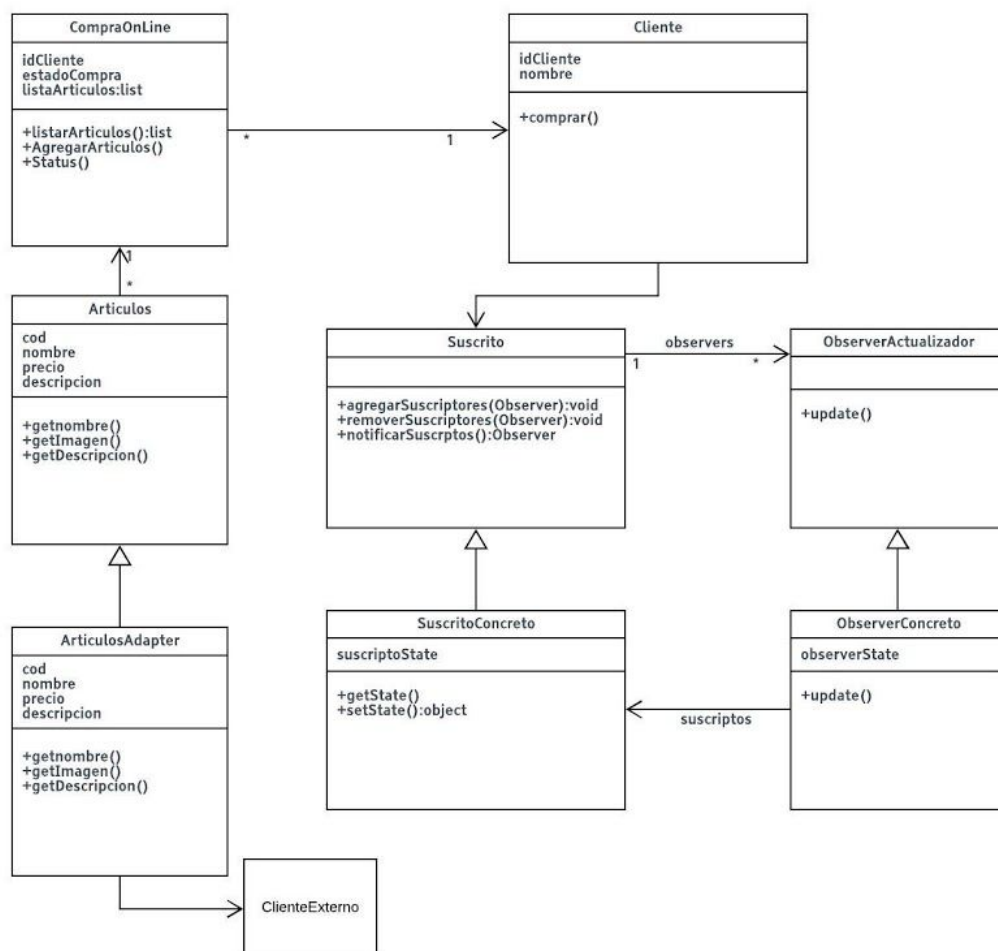 CompraOnLine
idCliente
estadoCompra
listaArticulos:list
+listarArticulos():list
+AgregarArticulos()
+Status()
*
1
Cliente
idCliente
nombre
+comprar()
1
*
Articulos
cod
nombre
precio
descripcion
+getnombre()
+getImagen()
+getDescripcion()
Suscrito
+agregarSuscriptores(Observer):void
+removerSuscriptores(Observer):void
+notificarSuscrptos():Observer
observers
1
*
ObserverActualizador
+update()
ArticulosAdapter
cod
nombre
precio
descripcion
+getnombre()
+getImagen()
+getDescripcion()
SuscritoConcreto
suscriptoState
+getState()
+setState():object
suscriptos
ObserverConcreto
observerState
+update()
ClienteExterno